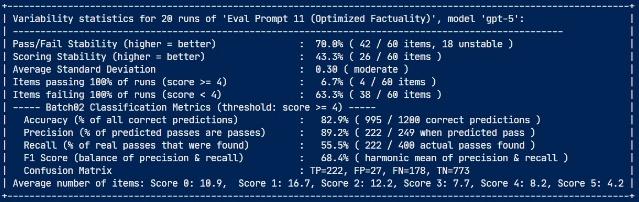 Variability statistics for 20 runs of 'Eval Prompt 11 (Optimized Factuality)', model 'gpt-5':
Pass/Fail Stability (higher = better) : 70.0% ( 42 / 60 items, 18 unstable )
Scoring Stability (higher = better) : 43.3% ( 26 / 60 items )
Average Standard Deviation : 0.30 ( moderate )
Items passing 100% of runs (score >= 4) : 6.7% ( 4 / 60 items )
Items failing 100% of runs (score < 4) : 63.3% ( 38 / 60 items )
----- Batch02 Classification Metrics (threshold: score >= 4) -----
Accuracy (% of all correct predictions) : 82.9% ( 995 / 1200 correct predictions )
Precision (% of predicted passes are passes) : 89.2% ( 222 / 249 when predicted pass )
Recall (% of real passes that were found) : 55.5% ( 222 / 400 actual passes found )
F1 Score (balance of precision & recall) : 68.4% ( harmonic mean of precision & recall )
Confusion Matrix : TP=222, FP=27, FN=178, TN=773
Average number of items: Score 0: 10.9, Score 1: 16.7, Score 2: 12.2, Score 3: 7.7, Score 4: 8.2, Score 5: 4.2